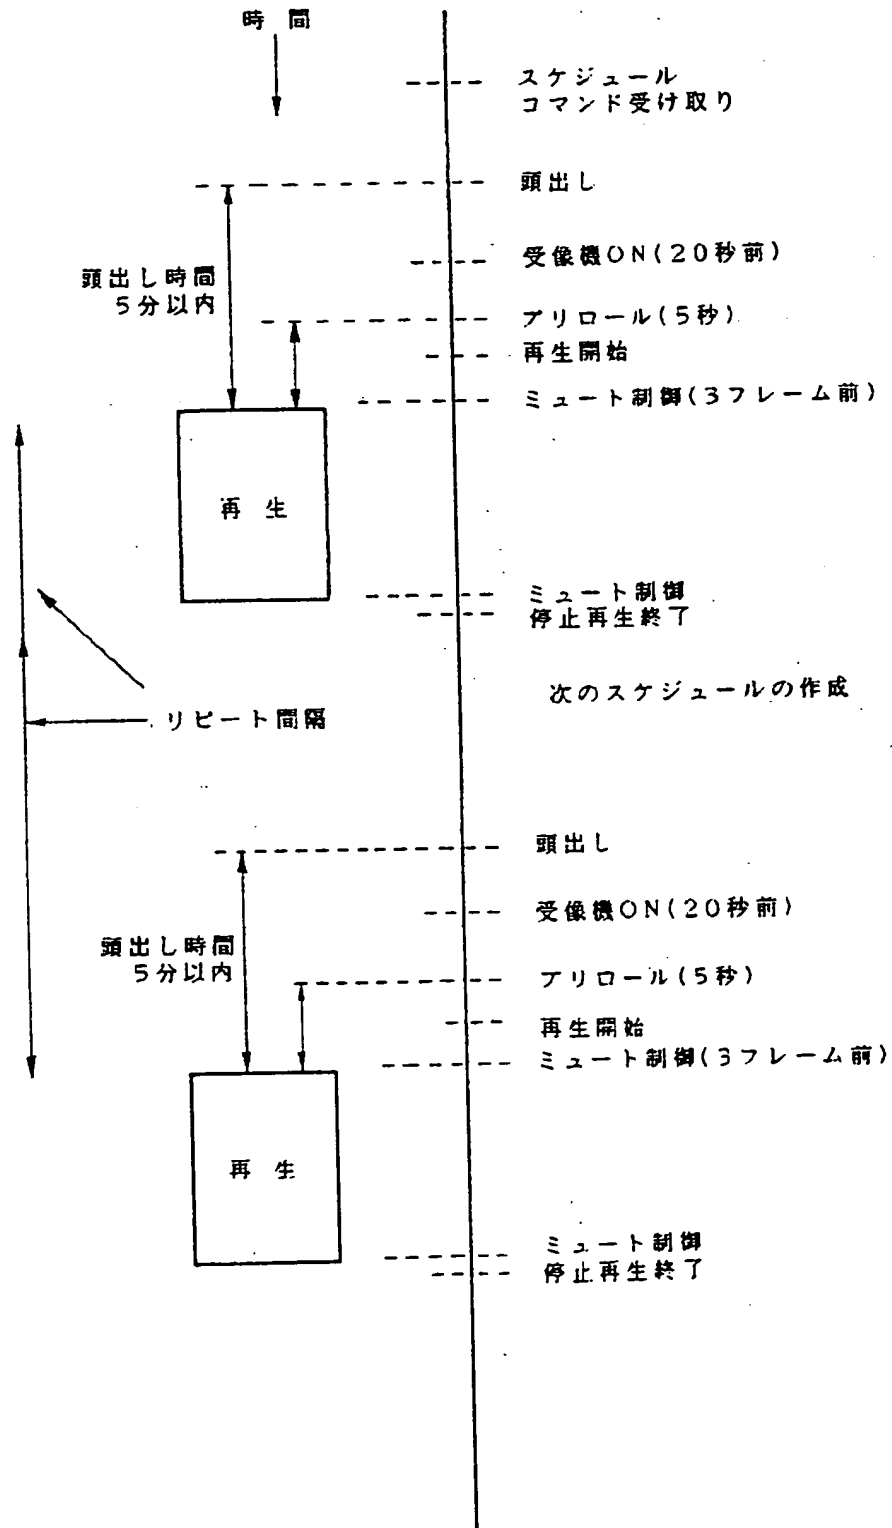 時間
スケジュール
コマンド受け取り
頭出し
受像機ON(20秒前)
頭出し時間
5分以内
プリロール(5秒)
再生開始
ミュート制御(3フレーム前)
再生
ミュート制御
停止再生終了
次のスケジュールの作成
リピート間隔
頭出し
受像機ON(20秒前)
頭出し時間
5分以内
プリロール(5秒)
再生開始
ミュート制御(3フレーム前)
再生
ミュート制御
停止再生終了